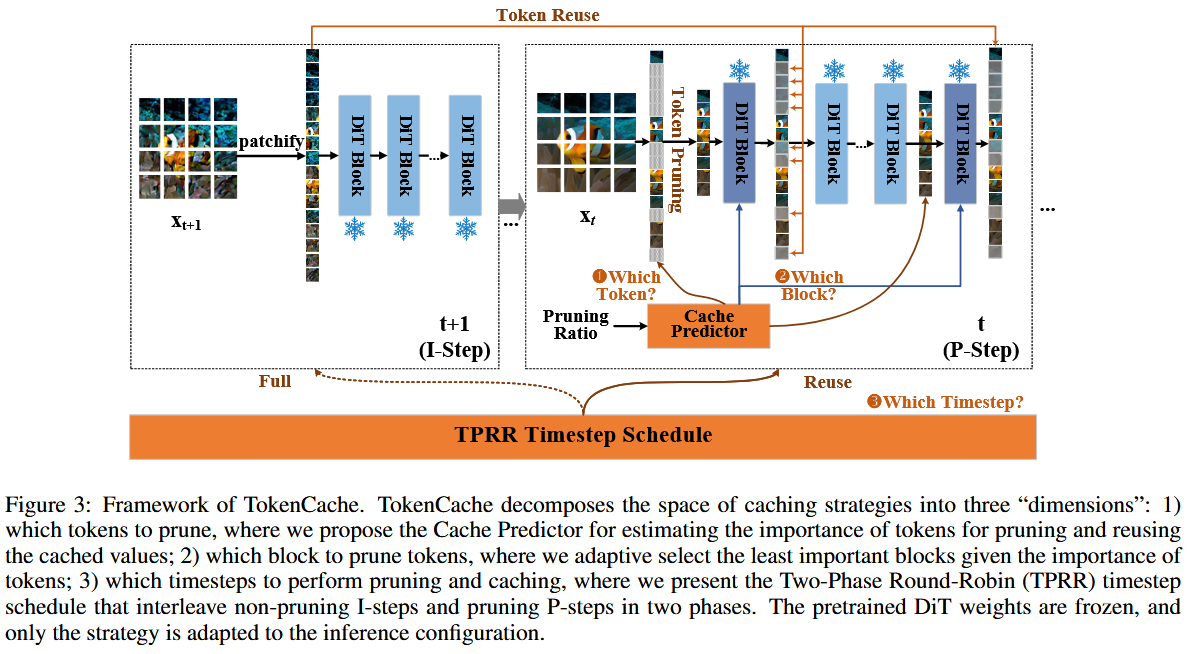 Token Reuse
patchify
DiT Block
DiT Block
...
DiT Block
x_{t+1}
t+1
(I-Step)
...
x_t
Token Pruning
DiT Block
DiT Block
...
DiT Block
DiT Block
...
❶Which
Token?
❷Which
Block?
Pruning
Ratio
Cache
Predictor
t
(P-Step)
Full
Reuse
❸Which Timestep?
TPRR Timestep Schedule
Figure 3: Framework of TokenCache. TokenCache decomposes the space of caching strategies into three “dimensions”: 1)
which tokens to prune, where we propose the Cache Predictor for estimating the importance of tokens for pruning and reusing
the cached values; 2) which block to prune tokens, where we adaptive select the least important blocks given the importance of
tokens; 3) which timesteps to perform pruning and caching, where we present the Two-Phase Round-Robin (TPRR) timestep
schedule that interleave non-pruning I-steps and pruning P-steps in two phases. The pretrained DiT weights are frozen, and
only the strategy is adapted to the inference configuration.